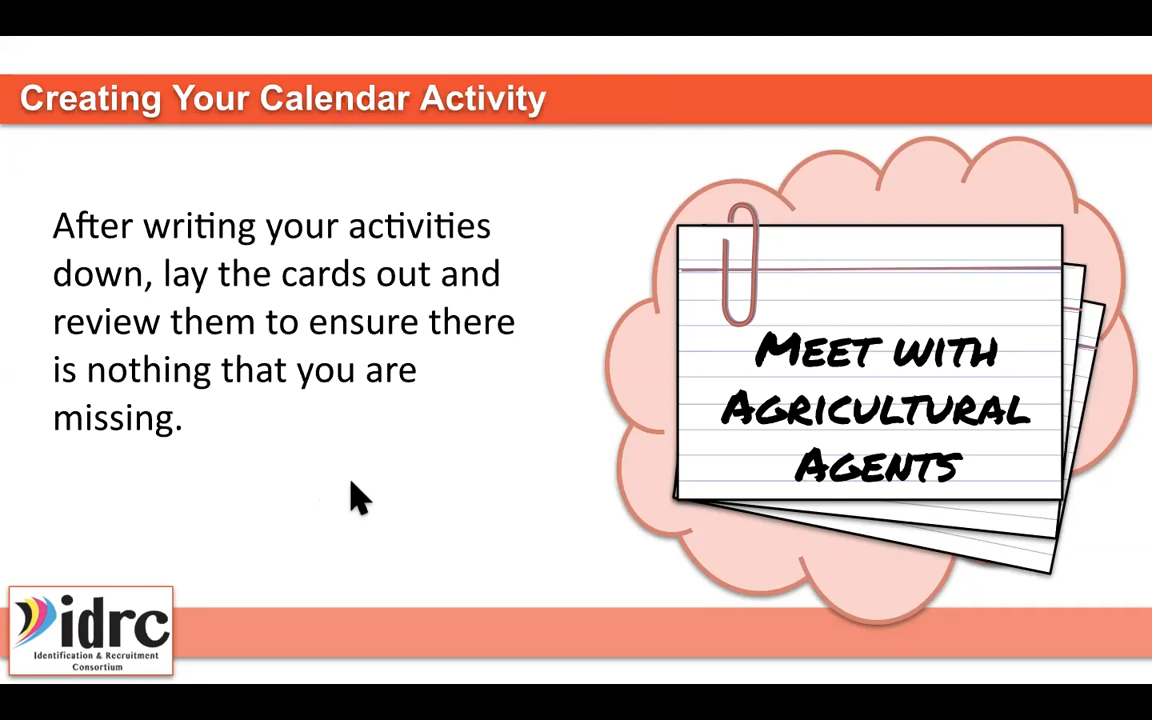 Creating Your Calendar Activity
After writing your activities
down, lay the cards out and
review them to ensure there
is nothing that you are
missing.
MEET WITH
AGRICULTURAL
AGENTS
idrc
Identification & Recruitment
Consortium